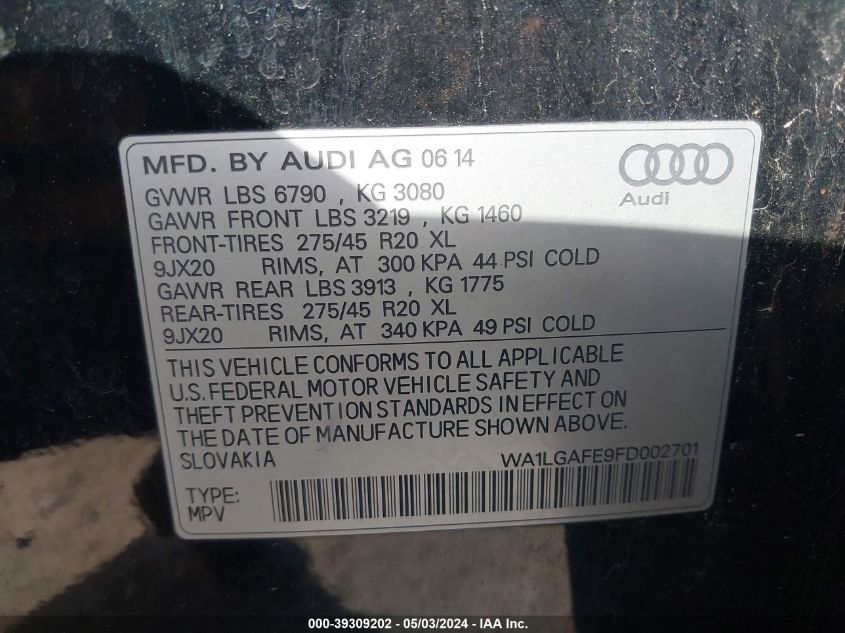 MFD. BY AUDI AG 06 14
GVWR LBS 6790 , KG 3080
GAWR FRONT LBS 3219 , KG 1460
FRONT-TIRES 275/45 R20 XL
9JX20 RIMS, AT 300 KPA 44 PSI COLD
GAWR REAR LBS 3913 , KG 1775
REAR-TIRES 275/45 R20 XL
9JX20 RIMS, AT 340 KPA 49 PSI COLD
Audi
THIS VEHICLE CONFORMS TO ALL APPLICABLE
U.S. FEDERAL MOTOR VEHICLE SAFETY AND
THEFT PREVENTION STANDARDS IN EFFECT ON
THE DATE OF MANUFACTURE SHOWN ABOVE.
SLOVAKIA WA1LGAFE9FD002701
TYPE:
MPV
000-39309202 - 05/03/2024 - IAA Inc.